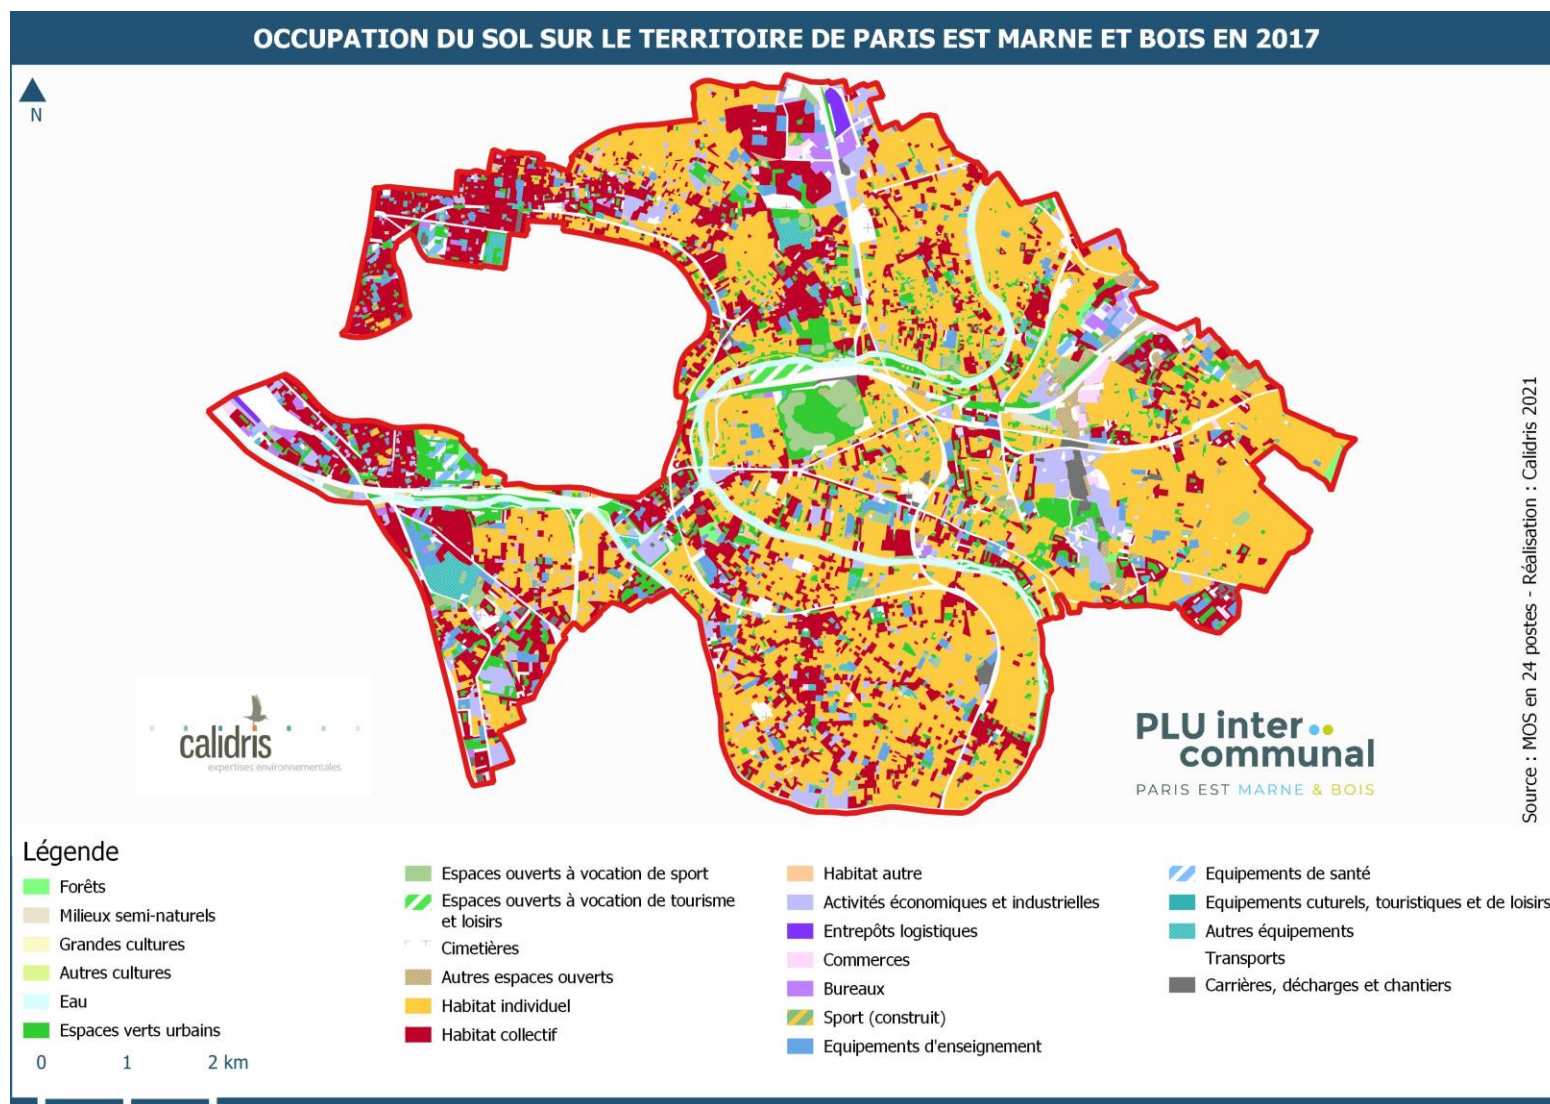 OCCUPATION DU SOL SUR LE TERRITOIRE DE PARIS EST MARNE ET BOIS EN 2017
N
calidris
expertises environnementales
PLU inter
communal
PARIS EST MARNE & BOIS
Source : MOS en 24 postes - Réalisation : Calidris 2021
Légende
Forêts
Milieux semi-naturels
Grandes cultures
Autres cultures
Eau
Espaces verts urbains
Espaces ouverts à vocation de sport
Espaces ouverts à vocation de tourisme
et loisirs
Cimetières
Autres espaces ouverts
Habitat individuel
Habitat collectif
Habitat autre
Activités économiques et industrielles
Entrepôts logistiques
Commerces
Bureaux
Sport (construit)
Equipements d'enseignement
Equipements de santé
Equipements cuturels, touristiques et de loisirs
Autres équipements
Transports
Carrières, décharges et chantiers
0 1 2 km